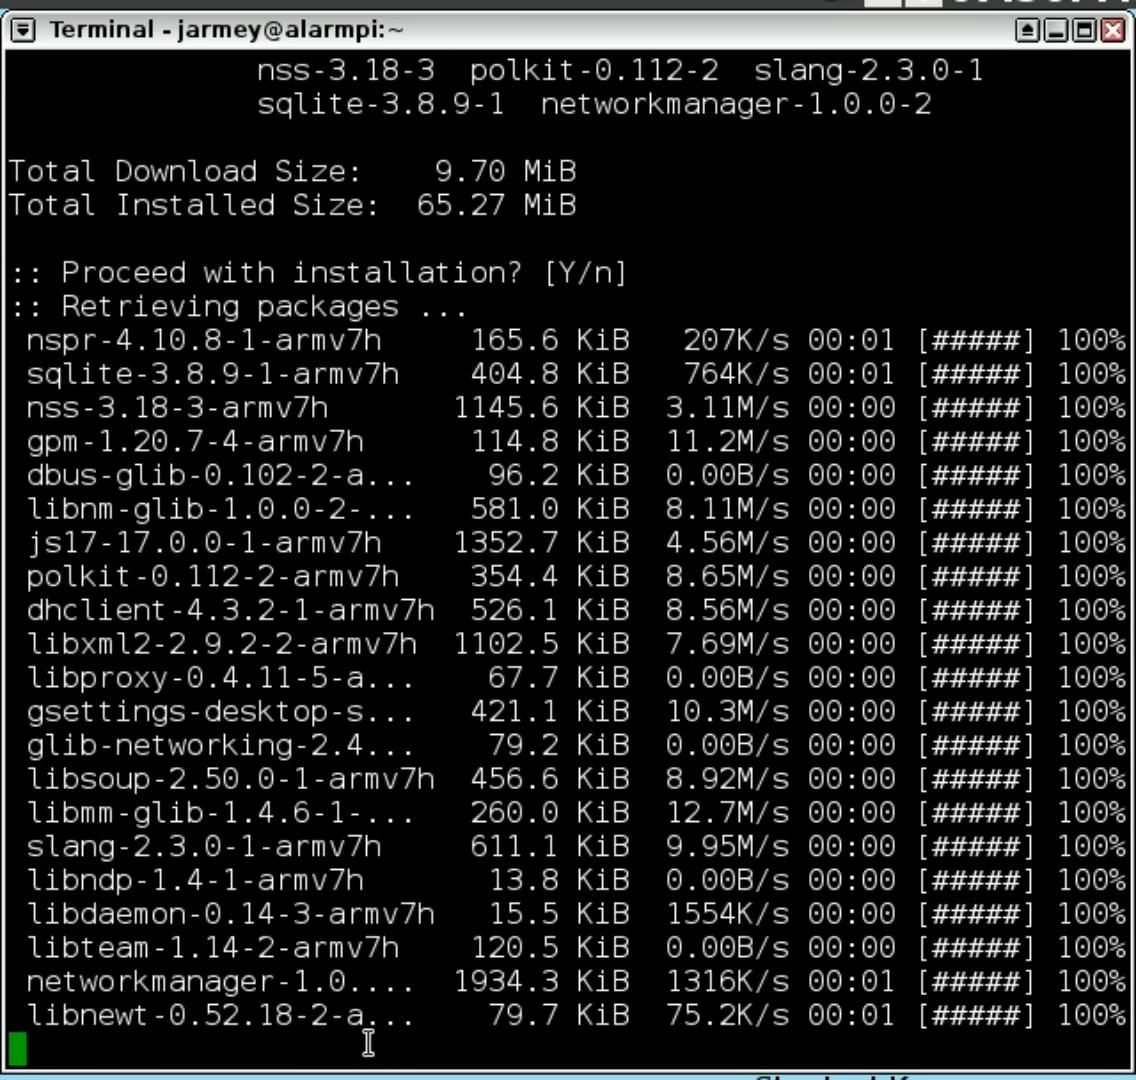 Terminal - jarmey@alarmpi:~
nss-3.18-3  polkit-0.112-2  slang-2.3.0-1
sqlite-3.8.9-1  networkmanager-1.0.0-2
Total Download Size:    9.70 MiB
Total Installed Size:  65.27 MiB
:: Proceed with installation? [Y/n]
:: Retrieving packages ...
nspr-4.10.8-1-armv7h     165.6 KiB   207K/s 00:01 [#####] 100%
sqlite-3.8.9-1-armv7h    404.8 KiB   764K/s 00:01 [#####] 100%
nss-3.18-3-armv7h       1145.6 KiB  3.11M/s 00:00 [#####] 100%
gpm-1.20.7-4-armv7h      114.8 KiB  11.2M/s 00:00 [#####] 100%
dbus-glib-0.102-2-a...    96.2 KiB  0.00B/s 00:00 [#####] 100%
libnm-glib-1.0.0-2-...   581.0 KiB  8.11M/s 00:00 [#####] 100%
js17-17.0.0-1-armv7h    1352.7 KiB  4.56M/s 00:00 [#####] 100%
polkit-0.112-2-armv7h    354.4 KiB  8.65M/s 00:00 [#####] 100%
dhclient-4.3.2-1-armv7h  526.1 KiB  8.56M/s 00:00 [#####] 100%
libxml2-2.9.2-2-armv7h  1102.5 KiB  7.69M/s 00:00 [#####] 100%
libproxy-0.4.11-5-a...    67.7 KiB  0.00B/s 00:00 [#####] 100%
gsettings-desktop-s...   421.1 KiB  10.3M/s 00:00 [#####] 100%
glib-networking-2.4...    79.2 KiB  0.00B/s 00:00 [#####] 100%
libsoup-2.50.0-1-armv7h  456.6 KiB  8.92M/s 00:00 [#####] 100%
libmm-glib-1.4.6-1-...   260.0 KiB  12.7M/s 00:00 [#####] 100%
slang-2.3.0-1-armv7h     611.1 KiB  9.95M/s 00:00 [#####] 100%
libndp-1.4-1-armv7h       13.8 KiB  0.00B/s 00:00 [#####] 100%
libdaemon-0.14-3-armv7h   15.5 KiB  1554K/s 00:00 [#####] 100%
libteam-1.14-2-armv7h    120.5 KiB  0.00B/s 00:00 [#####] 100%
networkmanager-1.0....  1934.3 KiB  1316K/s 00:01 [#####] 100%
libnewt-0.52.18-2-a...    79.7 KiB  75.2K/s 00:01 [#####] 100%